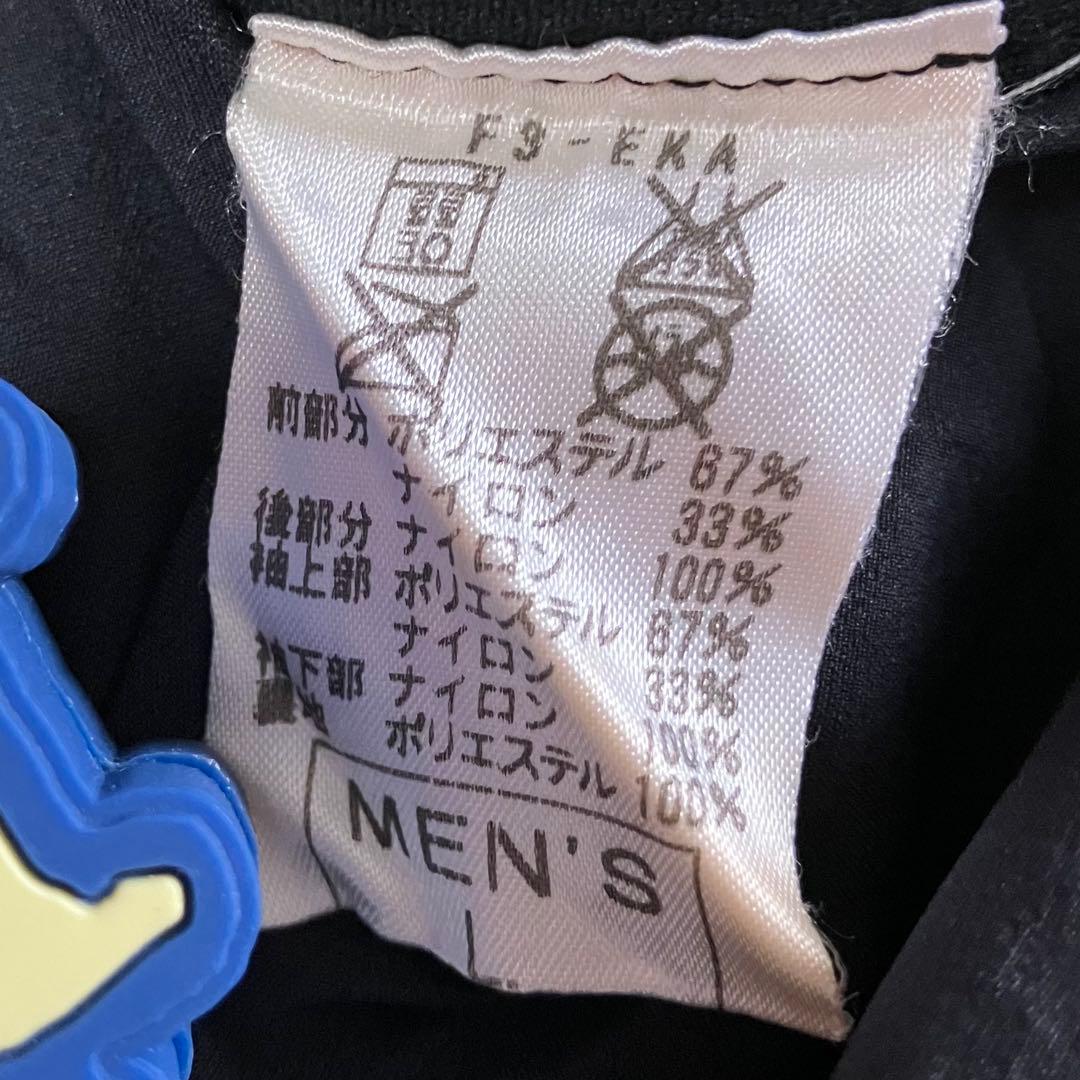 F9-EKA
弱
30
前部分 ポリエステル 67%
ナイロン 33%
後部分 ナイロン 100%
袖上部 ポリエステル 67%
ナイロン 33%
袖下部 ナイロン 100%
裏地 ポリエステル 100%
MEN'S
L